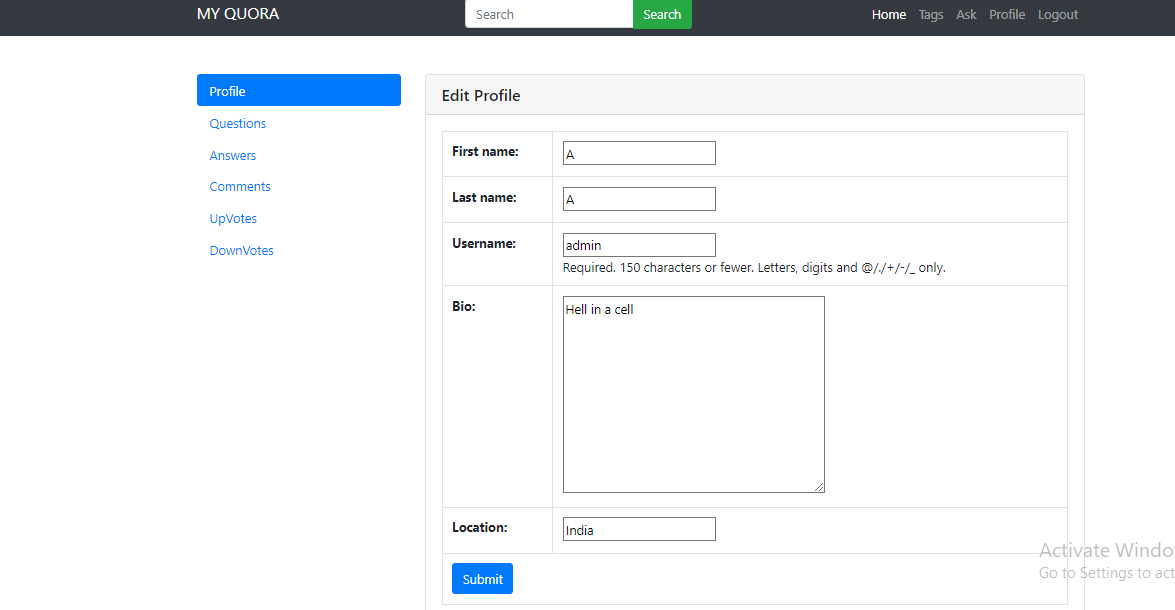 MY QUORA
Search
Search
Home Tags Ask Profile Logout
Profile
Questions
Answers
Comments
UpVotes
DownVotes
Edit Profile
First name: A
Last name: A
Username: admin
Required. 150 characters or fewer. Letters, digits and @/./+/-/_ only.
Bio: Hell in a cell
Location: India
Submit
Activate Windo
Go to Settings to act